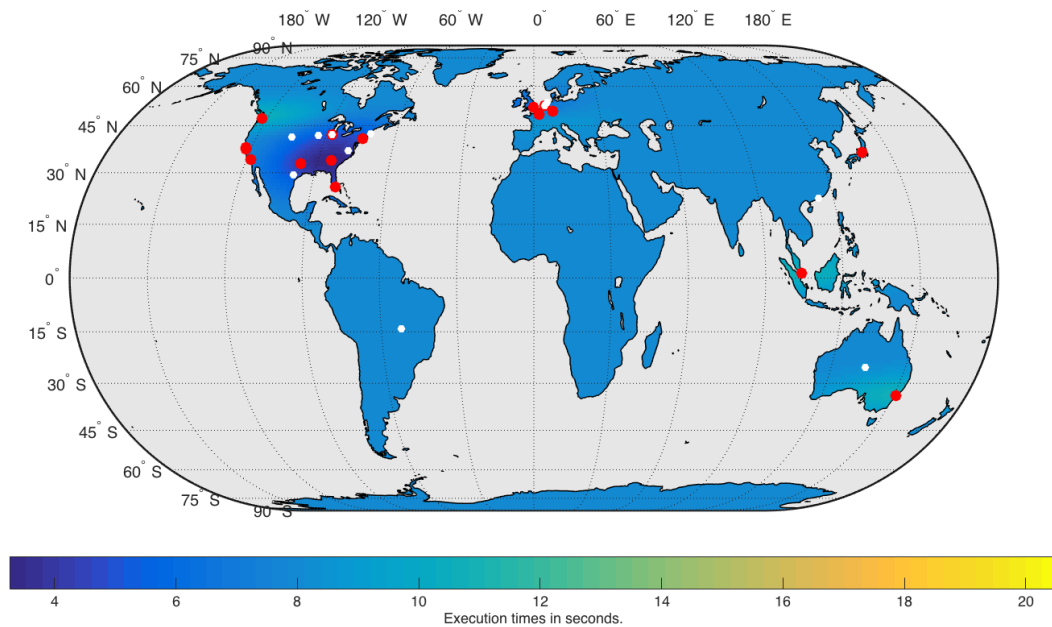 180° W 120° W 60° W 0° 60° E 120° E 180° E
90° N
75° N
60° N
45° N
30° N
15° N
0°
15° S
30° S
45° S
60° S
75° S
90° S
4 6 8 10 12 14 16 18 20
Execution times in seconds.